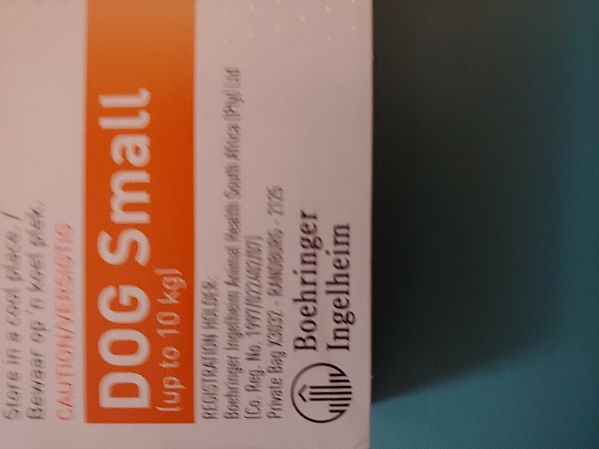 Store in a cool place. /
Bewaar op 'n koel plek.
CAUTION/VERSIGTIG
DOG Small
(up to 10 kg)
REGISTRATION HOLDER:
Boehringer Ingelheim Animal Health South Africa (Pty) Ltd
(Co. Reg. No. 1997/022402/07)
Private Bag X3032 - RANDBURG - 2125
Boehringer
Ingelheim